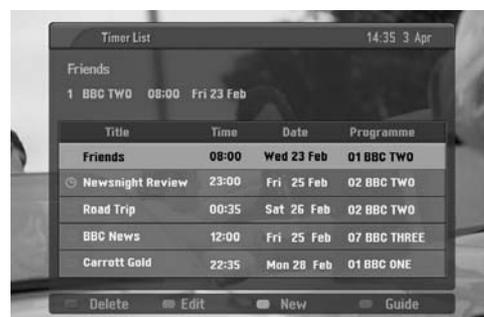 Timer List 14:35 3 Apr
Friends
1 BBC TWO 08:00 Fri 23 Feb
Title Time Date Programme
Friends 08:00 Wed 23 Feb 01 BBC TWO
Newsnight Review 23:00 Fri 25 Feb 02 BBC TWO
Road Trip 00:35 Sat 26 Feb 02 BBC TWO
BBC News 12:00 Fri 25 Feb 07 BBC THREE
Carrott Gold 22:35 Mon 28 Feb 01 BBC ONE
Delete Edit New Guide